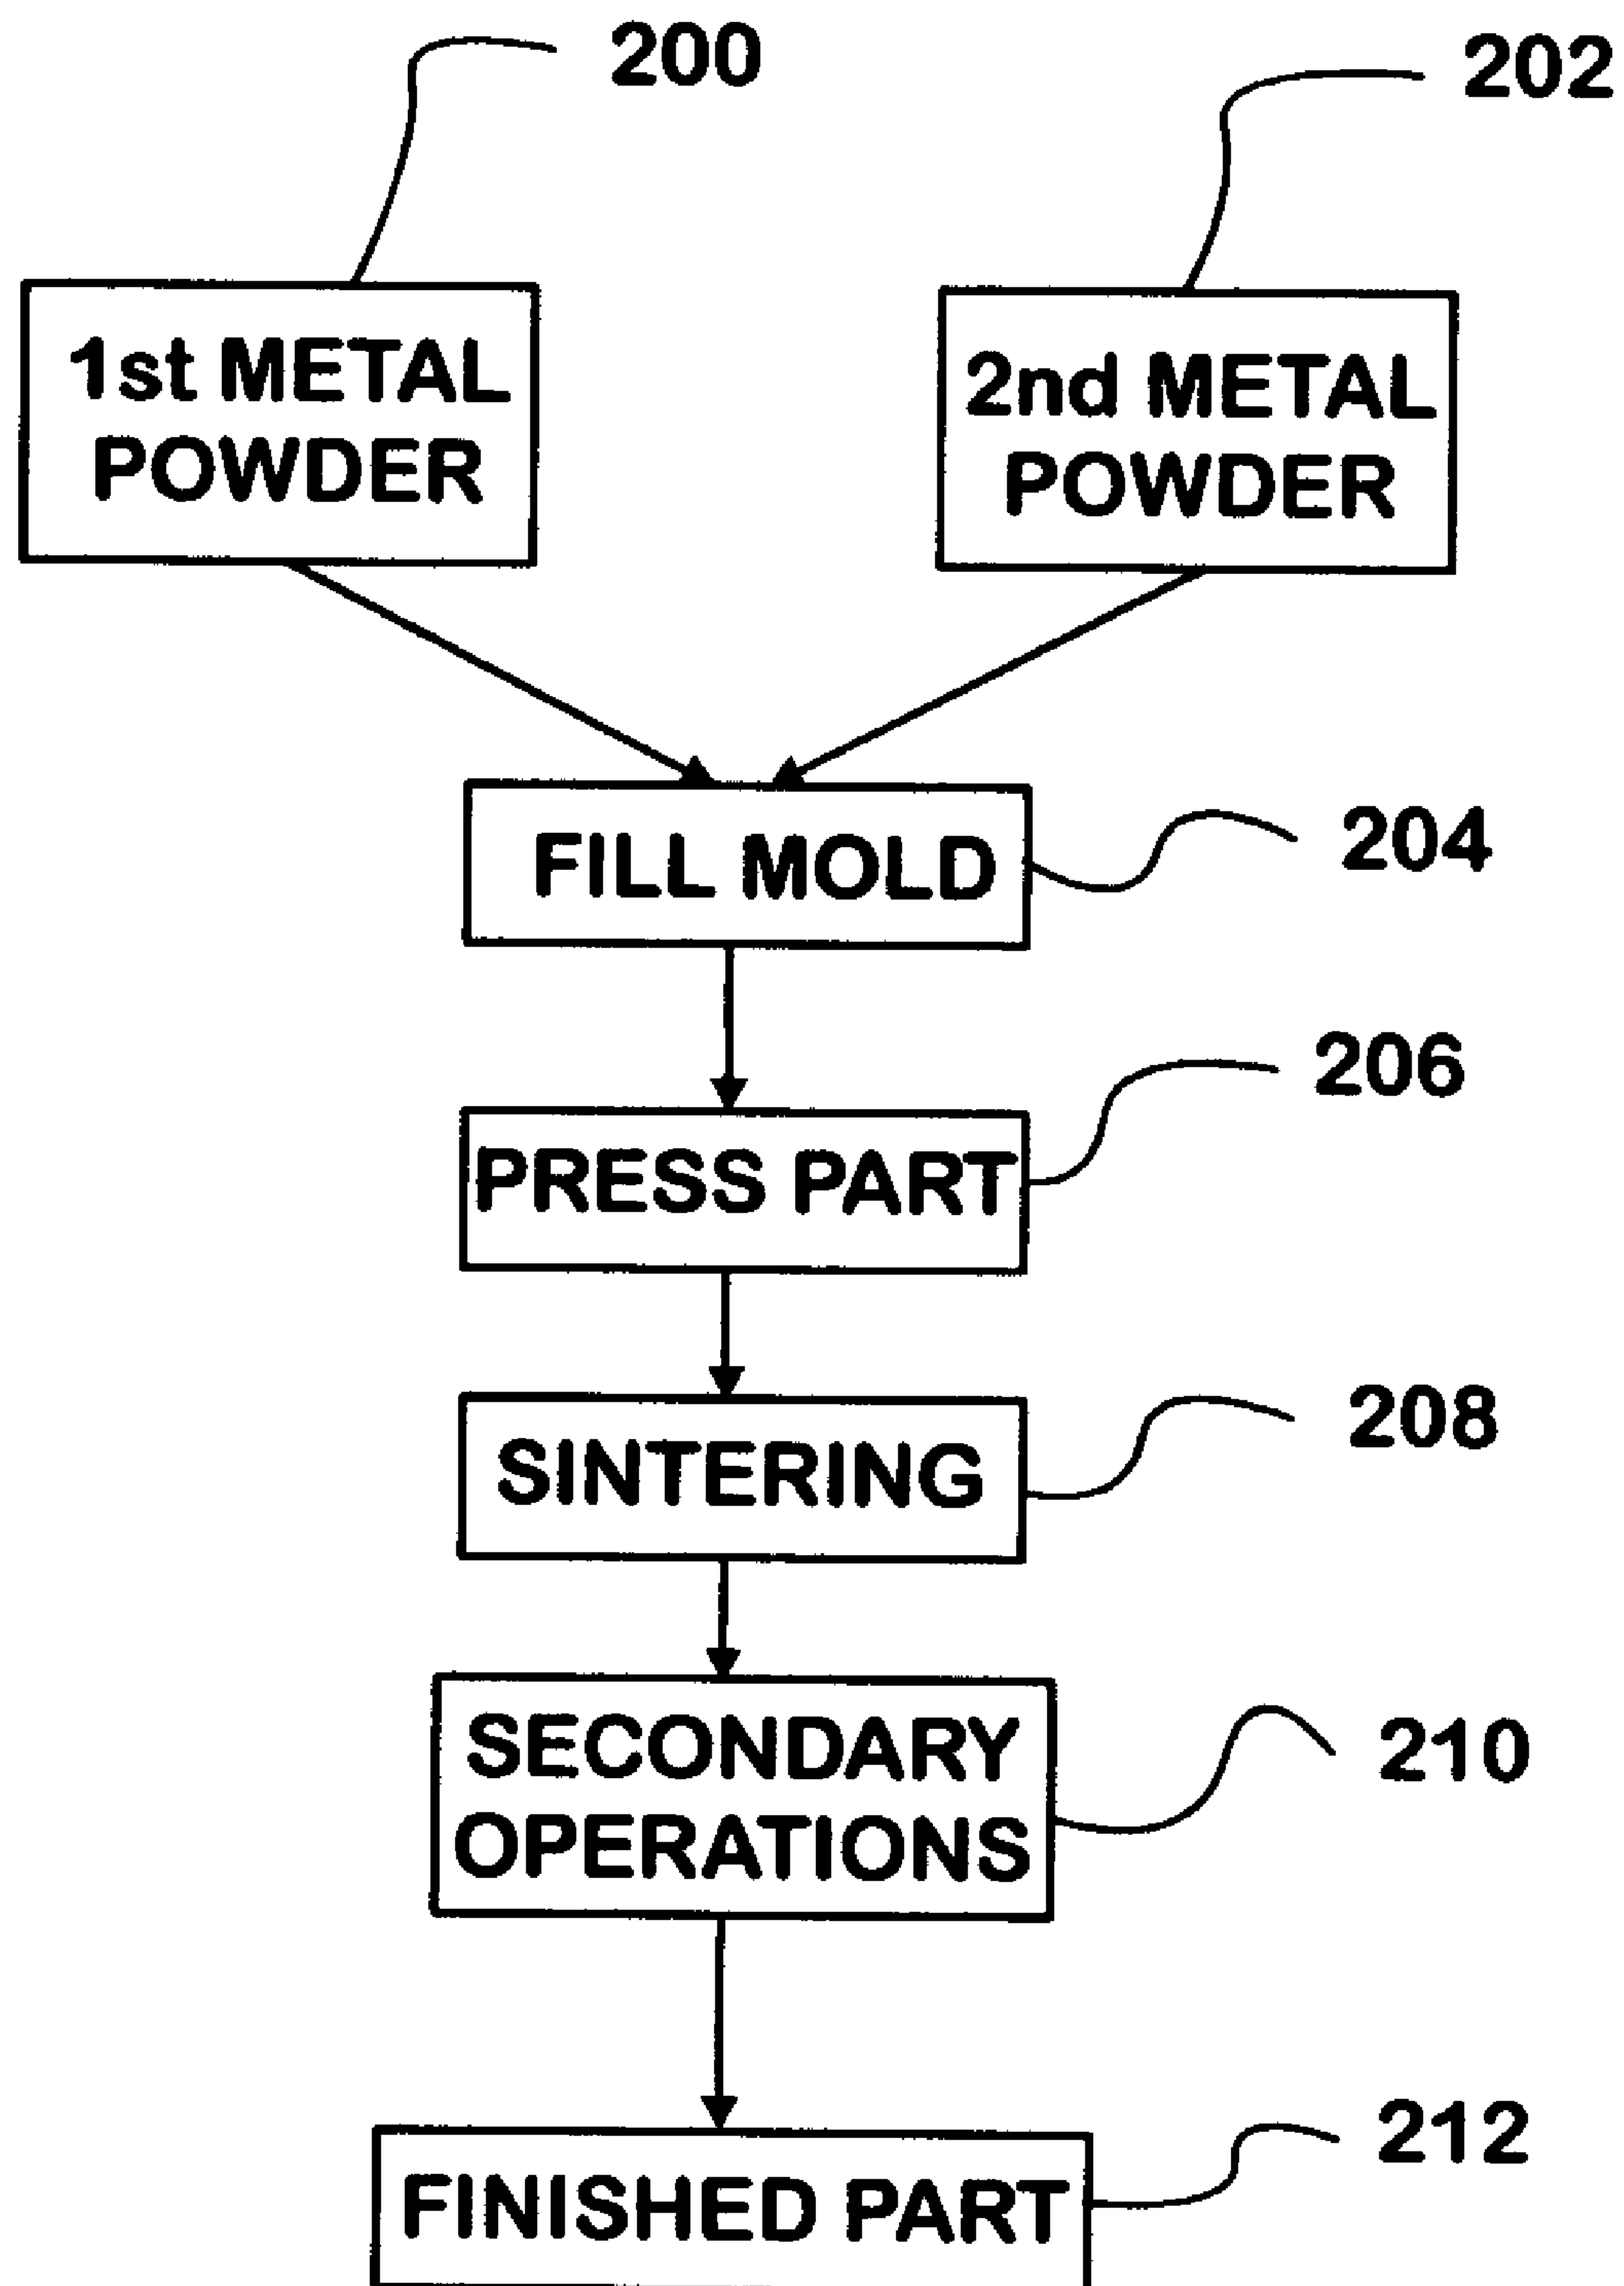 200
202
1st METAL
POWDER
2nd METAL
POWDER
FILL MOLD
204
206
PRESS PART
208
SINTERING
SECONDARY
OPERATIONS
210
212
FINISHED PART